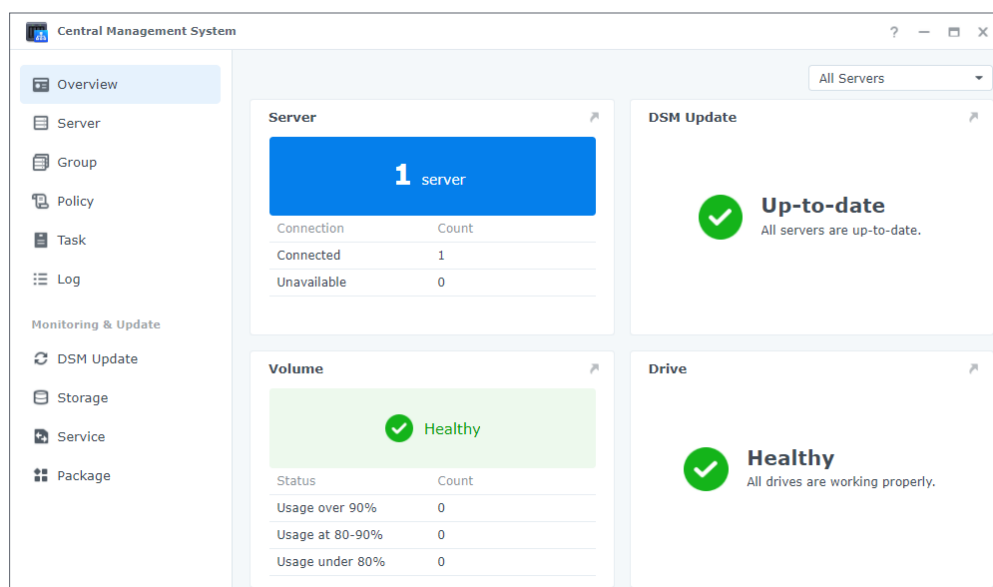 Central Management System
?
Overview
Server
Group
Policy
Task
Log
Monitoring & Update
DSM Update
Storage
Service
Package
All Servers
Server
1 server
Connection Count
Connected 1
Unavailable 0
DSM Update
Up-to-date
All servers are up-to-date.
Volume
Healthy
Status Count
Usage over 90% 0
Usage at 80-90% 0
Usage under 80% 0
Drive
Healthy
All drives are working properly.